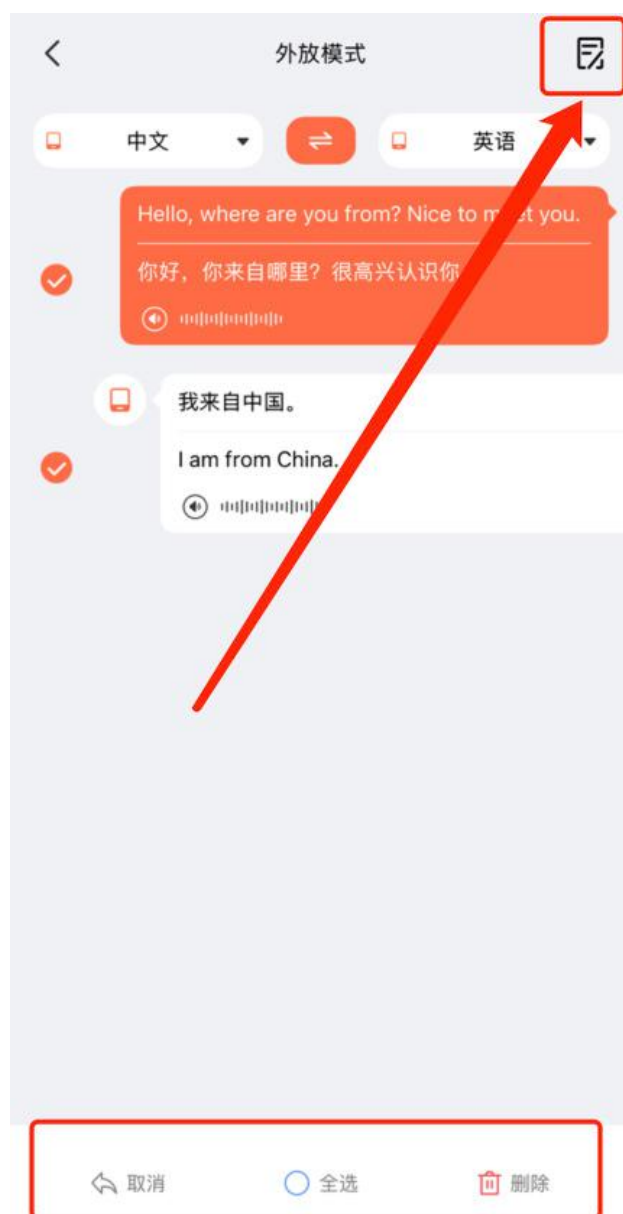 外放模式
中文
英语
Hello, where are you from? Nice to meet you.
你好，你来自哪里？很高兴认识你
我来自中国。
I am from China.
取消
全选
删除